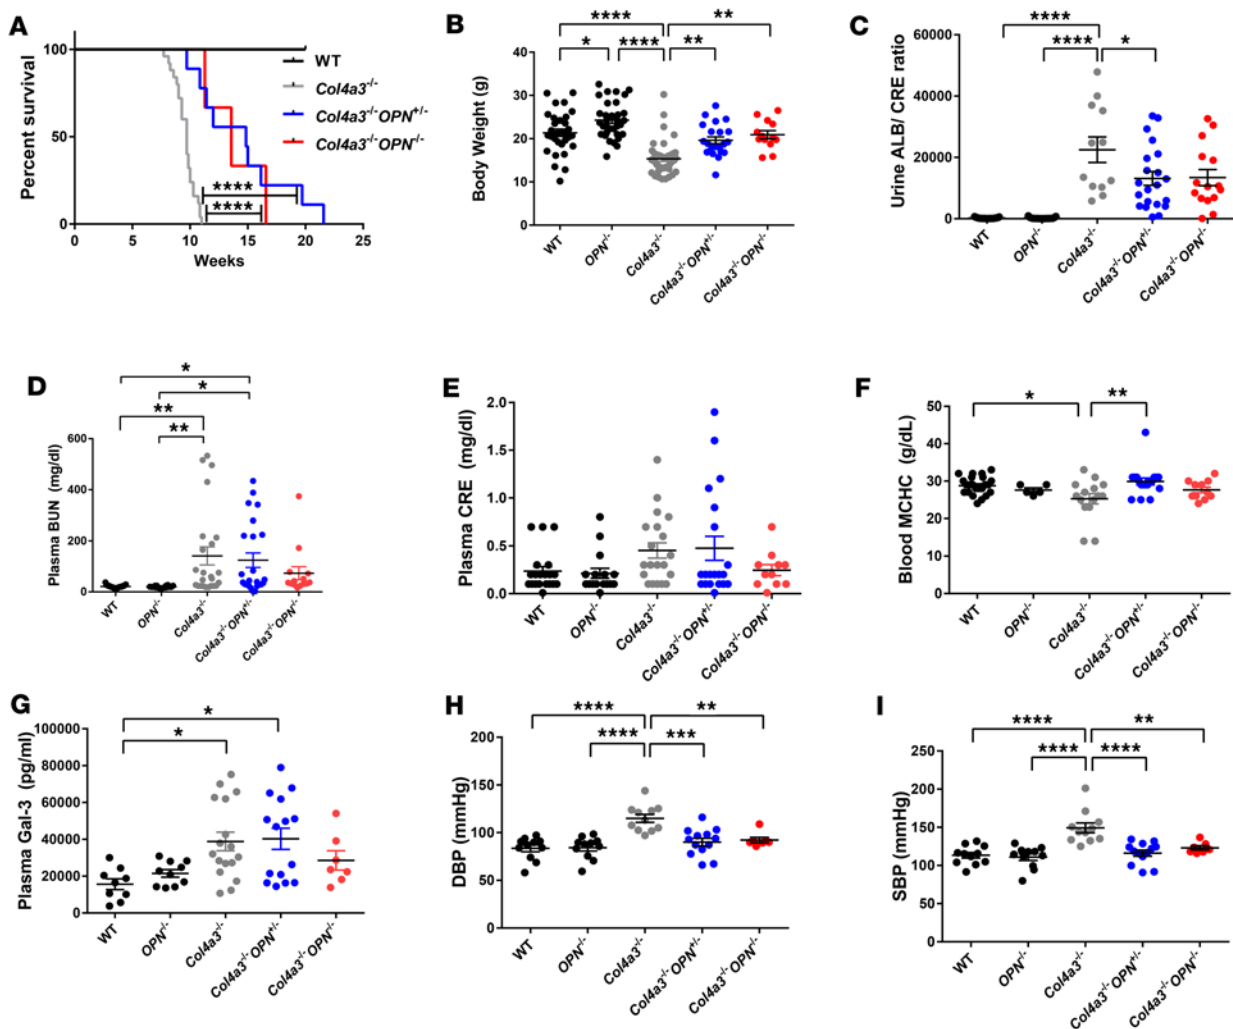 A
Percent survival
100
50
0
0 5 10 15 20 25
Weeks
WT
Col4a3-/-
Col4a3-/-OPN+/-
Col4a3-/-OPN-/-
****
****
B
**** **
* **** **
Body Weight (g)
40
30
20
10
0
WT OPN-/- Col4a3-/- Col4a3-/-OPN+/- Col4a3-/-OPN-/-
C
****
**** *
Urine ALB/ CRE ratio
60000
40000
20000
0
WT OPN-/- Col4a3-/- Col4a3-/-OPN+/- Col4a3-/-OPN-/-
D
*
*
**
**
Plasma BUN (mg/dl)
600
400
200
0
WT OPN-/- Col4a3-/- Col4a3-/-OPN+/- Col4a3-/-OPN-/-
E
Plasma CRE (mg/dl)
2.0
1.5
1.0
0.5
0.0
WT OPN-/- Col4a3-/- Col4a3-/-OPN+/- Col4a3-/-OPN-/-
F
* **
Blood MCHC (g/dL)
50
40
30
20
10
0
WT OPN-/- Col4a3-/- Col4a3-/-OPN+/- Col4a3-/-OPN-/-
G
*
*
Plasma Gal-3 (pg/ml)
100000
80000
60000
40000
20000
0
WT OPN-/- Col4a3-/- Col4a3-/-OPN+/- Col4a3-/-OPN-/-
H
**** **
**** ***
DBP (mmHg)
200
150
100
50
0
WT OPN-/- Col4a3-/- Col4a3-/-OPN+/- Col4a3-/-OPN-/-
I
**** **
**** ****
SBP (mmHg)
250
200
150
100
50
0
WT OPN-/- Col4a3-/- Col4a3-/-OPN+/- Col4a3-/-OPN-/-